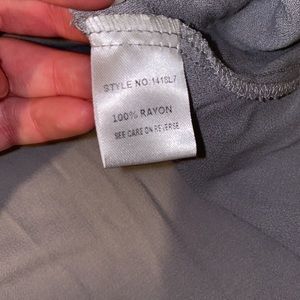 STYLE NO:1418L7
100% RAYON
SEE CARE ON REVERSE